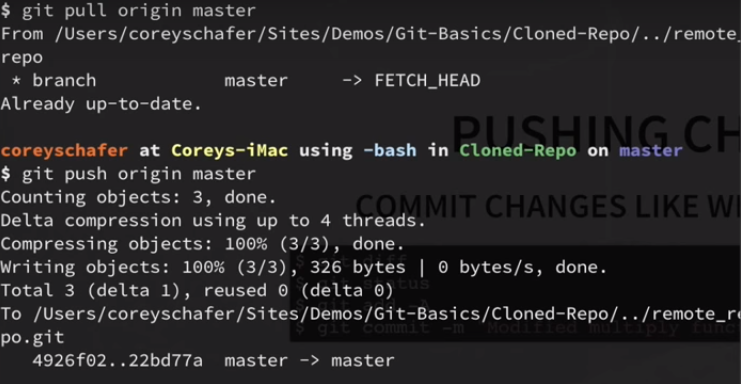 $ git pull origin master
From /Users/coreyschafer/Sites/Demos/Git-Basics/Cloned-Repo/../remote_
repo
 * branch            master     -> FETCH_HEAD
Already up-to-date.
PUSHING CH
coreyschafer at Coreys-iMac using -bash in Cloned-Repo on master
$ git push origin master
Counting objects: 3, done.
COMMIT CHANGES LIKE WE
Delta compression using up to 4 threads.
Compressing objects: 100% (3/3), done.
$ git diff
Writing objects: 100% (3/3), 326 bytes | 0 bytes/s, done.
$ git status
Total 3 (delta 1), reused 0 (delta 0)
$ git add -A
To /Users/coreyschafer/Sites/Demos/Git-Basics/Cloned-Repo/../remote_re
$ git commit -m "Modified multiply func
po.git
   4926f02..22bd77a  master -> master